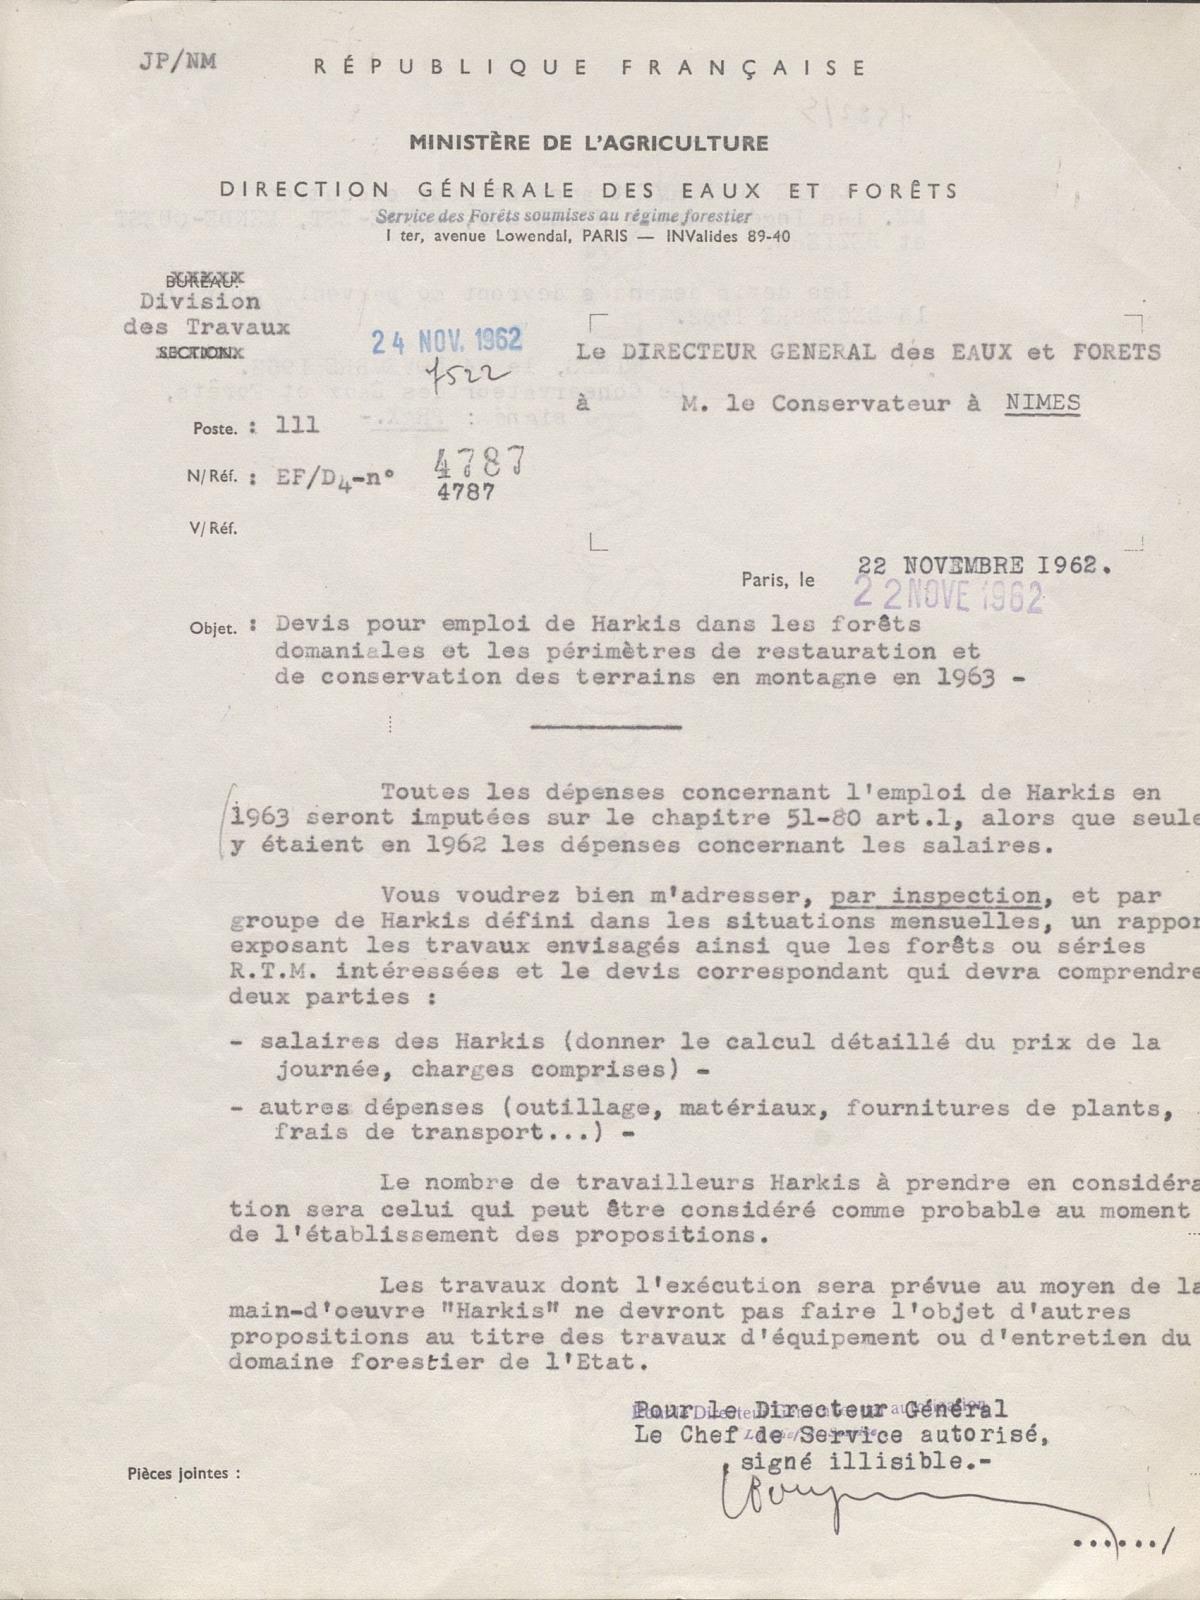 JP/NM
RÉPUBLIQUE FRANÇAISE
MINISTÈRE DE L'AGRICULTURE
DIRECTION GÉNÉRALE DES EAUX ET FORÊTS
Service des Forêts soumises au régime forestier
1 ter, avenue Lowendal, PARIS — INValides 89-40
BUREAU:
Division
des Travaux
SECTION
24 NOV. 1962
7522
Le DIRECTEUR GENERAL des EAUX et FORETS
à M. le Conservateur à NIMES
Poste. : 111
N/Réf. : EF/D4-n° 4787
4787
V/Réf.
Paris, le 22 NOVEMBRE 1962.
22 NOVE 1962
Objet. : Devis pour emploi de Harkis dans les forêts
domaniales et les périmètres de restauration et
de conservation des terrains en montagne en 1963 -
Toutes les dépenses concernant l'emploi de Harkis en
1963 seront imputées sur le chapitre 51-80 art.1, alors que seule
y étaient en 1962 les dépenses concernant les salaires.
Vous voudrez bien m'adresser, par inspection, et par
groupe de Harkis défini dans les situations mensuelles, un rappor
exposant les travaux envisagés ainsi que les forêts ou séries
R.T.M. intéressées et le devis correspondant qui devra comprendre
deux parties :
- salaires des Harkis (donner le calcul détaillé du prix de la
journée, charges comprises) -
- autres dépenses (outillage, matériaux, fournitures de plants,
frais de transport...) -
Le nombre de travailleurs Harkis à prendre en considéra
tion sera celui qui peut être considéré comme probable au moment
de l'établissement des propositions.
Les travaux dont l'exécution sera prévue au moyen de la
main-d'oeuvre "Harkis" ne devront pas faire l'objet d'autres
propositions au titre des travaux d'équipement ou d'entretien du
domaine forestier de l'Etat.
Pour le Directeur Général
Le Chef de Service autorisé,
signé illisible.-
Pièces jointes :
....../